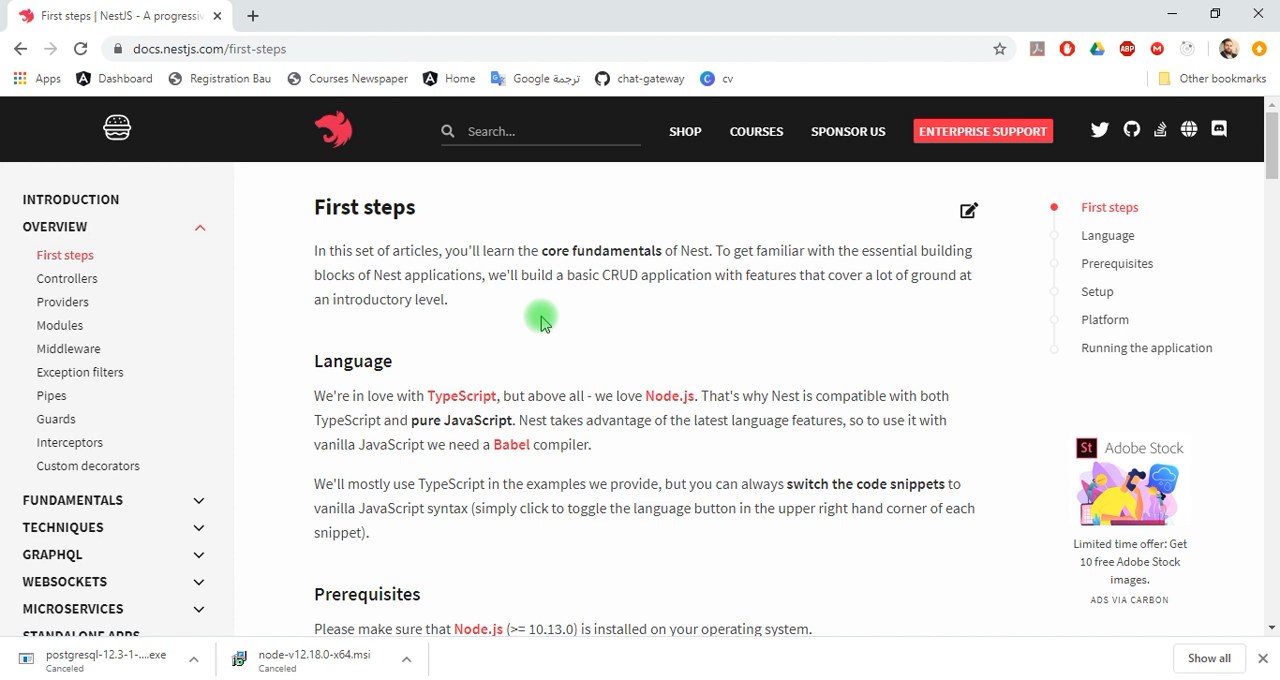 First steps | NestJS - A progressiv
docs.nestjs.com/first-steps
ABP
Apps
Dashboard
Registration Bau
Courses Newspaper
Home
Google ترجمة
chat-gateway
C
cv
Other bookmarks
Search...
SHOP
COURSES
SPONSOR US
ENTERPRISE SUPPORT
INTRODUCTION
OVERVIEW
First steps
Controllers
Providers
Modules
Middleware
Exception filters
Pipes
Guards
Interceptors
Custom decorators
FUNDAMENTALS
TECHNIQUES
GRAPHQL
WEBSOCKETS
MICROSERVICES
STANDALONE APPS
First steps
In this set of articles, you'll learn the core fundamentals of Nest. To get familiar with the essential building
blocks of Nest applications, we'll build a basic CRUD application with features that cover a lot of ground at
an introductory level.
Language
We're in love with TypeScript, but above all - we love Node.js. That's why Nest is compatible with both
TypeScript and pure JavaScript. Nest takes advantage of the latest language features, so to use it with
vanilla JavaScript we need a Babel compiler.
We'll mostly use TypeScript in the examples we provide, but you can always switch the code snippets to
vanilla JavaScript syntax (simply click to toggle the language button in the upper right hand corner of each
snippet).
Prerequisites
Please make sure that Node.js (>= 10.13.0) is installed on your operating system.
First steps
Language
Prerequisites
Setup
Platform
Running the application
St Adobe Stock
Limited time offer: Get
10 free Adobe Stock
images.
ADS VIA CARBON
postgresql-12.3-1-....exe
Canceled
node-v12.18.0-x64.msi
Canceled
Show all